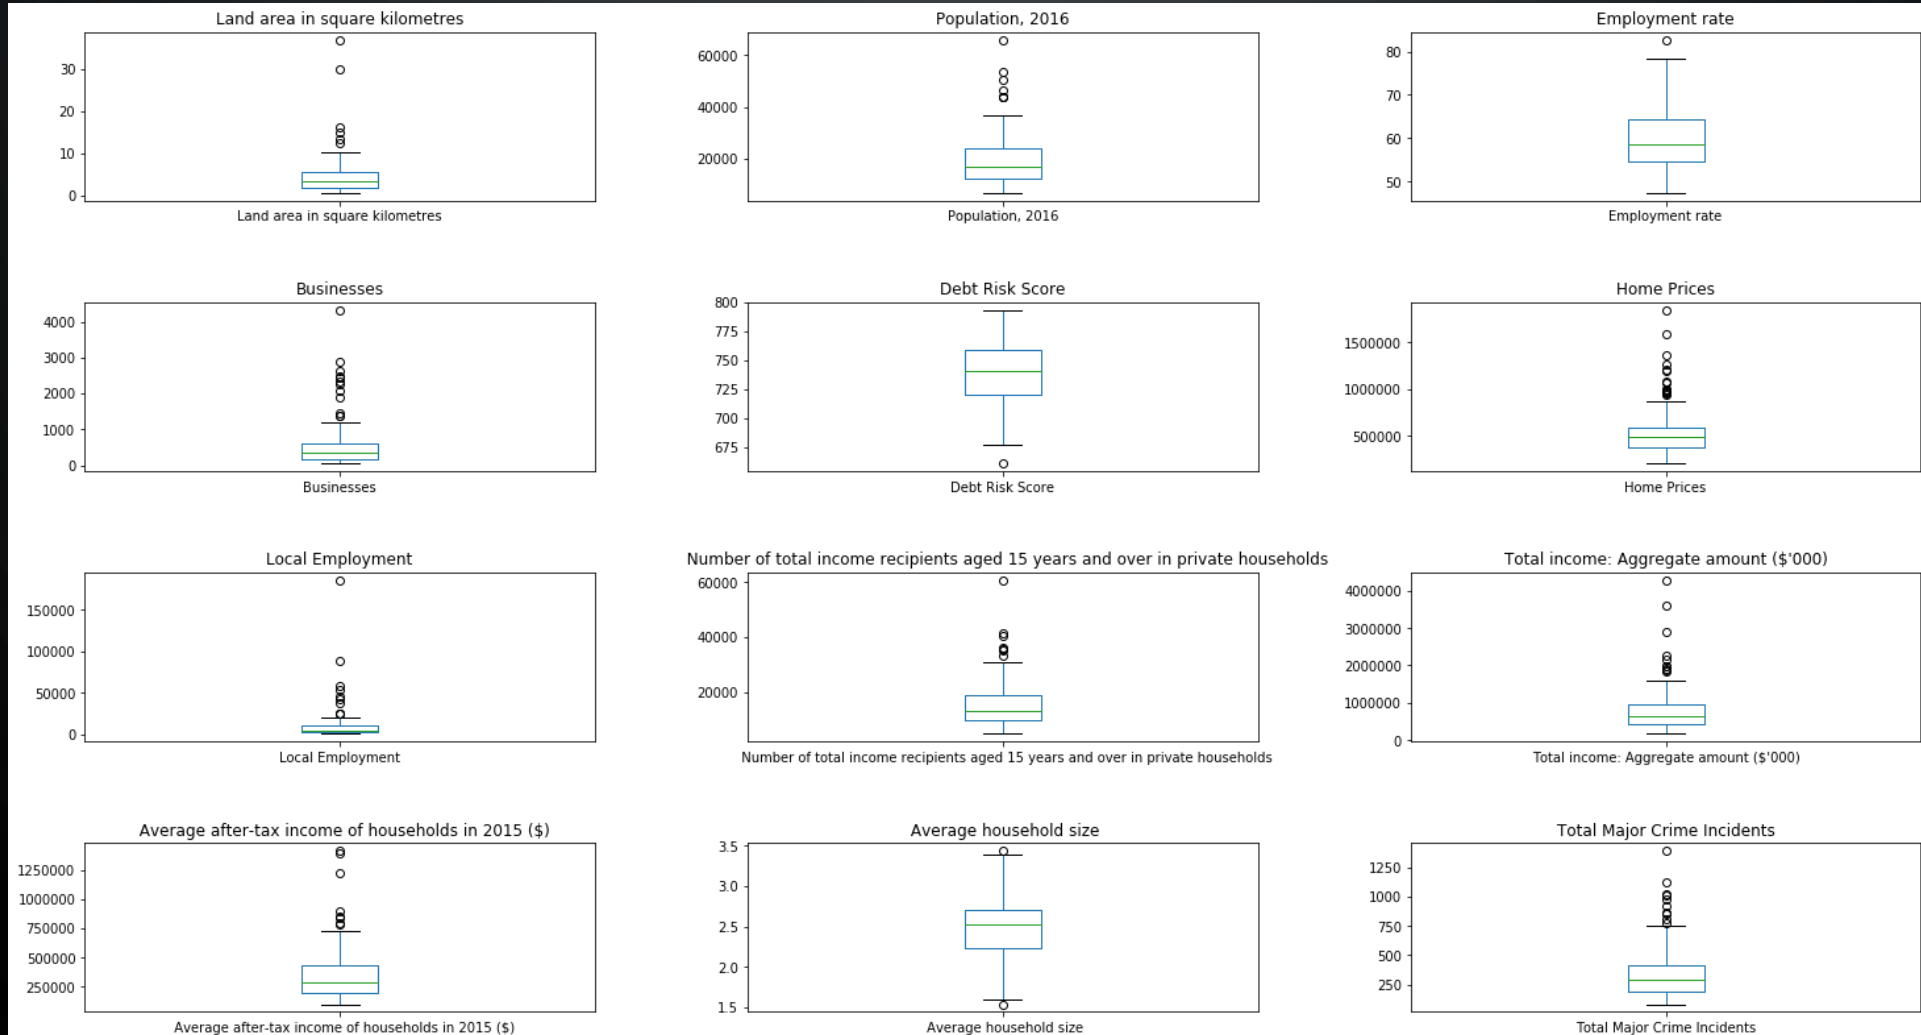 Land area in square kilometres
30
20
10
0
Land area in square kilometres
Population, 2016
60000
40000
20000
Population, 2016
Employment rate
80
70
60
50
Employment rate
Businesses
4000
3000
2000
1000
0
Businesses
Debt Risk Score
800
775
750
725
700
675
Debt Risk Score
Home Prices
1500000
1000000
500000
Home Prices
Local Employment
150000
100000
50000
0
Local Employment
Number of total income recipients aged 15 years and over in private households
60000
40000
20000
Number of total income recipients aged 15 years and over in private households
Total income: Aggregate amount ($'000)
4000000
3000000
2000000
1000000
0
Total income: Aggregate amount ($'000)
Average after-tax income of households in 2015 ($)
1250000
1000000
750000
500000
250000
Average after-tax income of households in 2015 ($)
Average household size
3.5
3.0
2.5
2.0
1.5
Average household size
Total Major Crime Incidents
1250
1000
750
500
250
Total Major Crime Incidents